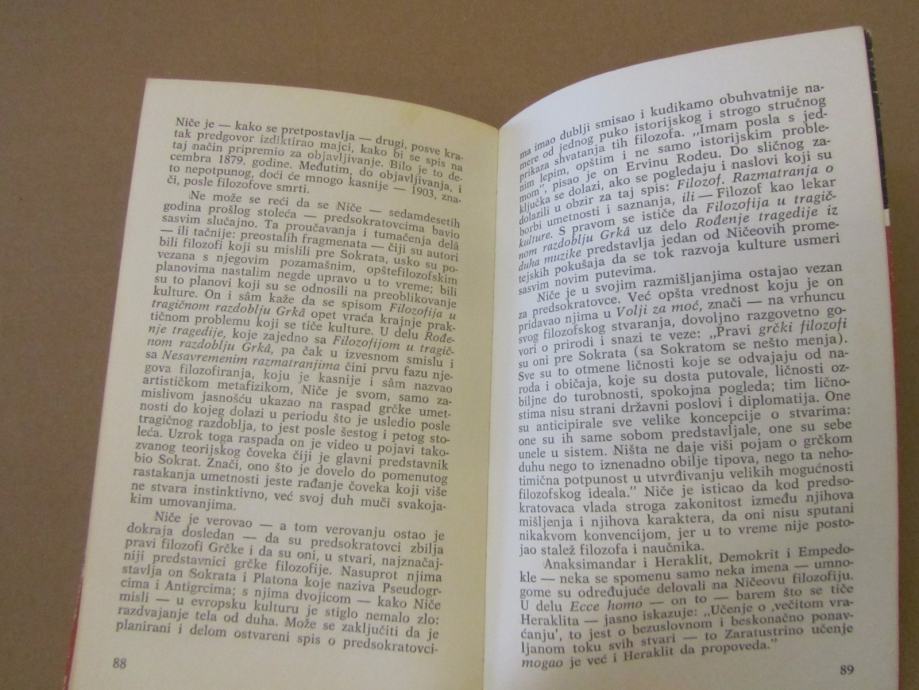 Niče je — kako se pretpostavlja — drugi, posve kra-
tak predgovor izdiktirao majci, kako bi se spis na
taj način pripremio za objavljivanje. Bilo je to de-
cembra 1879. godine. Međutim, do objavljivanja, i
to nepotpunog, doći će mnogo kasnije — 1903, zna-
či, posle filozofove smrti.
Ne može se reći da se Niče — sedamdesetih
godina prošlog stoleća — predsokratovcima bavio
sasvim slučajno. Ta proučavanja i tumačenja delâ
— ili tačnije: preostalih fragmenata — čiji su autori
bili filozofi koji su mislili pre Sokrata, usko su po-
vezana s njegovim pozamašnim, opštefilozofskim
planovima nastalim negde upravo u to vreme; bili
su to planovi koji su se odnosili na preoblikovanje
kulture. On i sâm kaže da se spisom Filozofija u
tragičnom razdoblju Grkâ opet vraća krajnje prak-
tičnom problemu koji se tiče kulture. U delu Rođe-
nje tragedije, koje zajedno sa Filozofijom u tragič-
nom razdoblju Grkâ, pa čak u izvesnom smislu i
sa Nesavremenim razmatranjima čini prvu fazu nje-
gova filozofiranja, koju je kasnije i sâm nazvao
artističkom metafizikom, Niče je svom, samo za-
mislivom jasnošću ukazao na raspad grčke umet-
nosti do kojeg dolazi u periodu što je usledio posle
tragičnog razdoblja, to jest posle šestog i petog sto-
leća. Uzrok toga raspada on je video u pojavi tako-
zvanog teorijskog čoveka čiji je glavni predstavnik
bio Sokrat. Znači, ono što je dovelo do pomenutog
rastakanja umetnosti jeste rađanje čoveka koji više
ne stvara instinktivno, već svoj duh muči svakoja-
kim umovanjima.
Niče je verovao — a tom verovanju ostao je
dokraja dosledan — da su predsokratovci zbilja
pravi filozofi Grčke i da su oni, u stvari, najznačaj-
niji predstavnici grčke filozofije. Nasuprot njima
stavlja on Sokrata i Platona koje naziva Pseudogr-
cima i Antigrcima; s njima dvojicom — kako Niče
misli — u evropsku kulturu je stiglo nemalo zlo:
razdvajanje tela od duha. Može se zaključiti da je
planirani i delom ostvareni spis o predsokratovci-
88
ma imao dublji smisao i kudikamo obuhvatnije na-
mere od jednog puko istorijskog i strogo stručnog
prikaza shvatanja tih filozofa. „Imam posla s jed-
nim lepim, opštim i ne samo istorijskim proble-
mom", pisao je on Ervinu Rodeu. Do sličnog za-
ključka se dolazi, ako se pogledaju i naslovi koji su
dolazili u obzir za taj spis: Filozof. Razmatranja o
borbi umetnosti i saznanja, ili — Filozof kao lekar
kulture. S pravom se ističe da Filozofija u tragič-
nom razdoblju Grkâ uz delo Rođenje tragedije iz
duha muzike predstavlja jedan od Ničeovih prome-
tejskih pokušaja da se tok razvoja kulture usmeri
sasvim novim putevima.
Niče je u svojim razmišljanjima ostajao vezan
za predsokratovce. Već opšta vrednost koju je on
pridavao njima u Volji za moć, znači — na vrhuncu
svog filozofskog stvaranja, dovoljno razgovetno go-
vori o prirodi i snazi te veze: „Pravi grčki filozofi
su oni pre Sokrata (sa Sokratom se nešto menja).
Sve su to otmene ličnosti koje se odvajaju od na-
roda i običaja, koje su dosta putovale, ličnosti oz-
biljne do turobnosti, spokojna pogleda; tim lično-
stima nisu strani državni poslovi i diplomatija. One
su anticipirale sve velike koncepcije o stvarima:
one su ih same sobom predstavljale, one su sebe
unele u sistem. Ništa ne daje viši pojam o grčkom
duhu nego to iznenadno obilje tipova, nego ta neho-
timična potpunost u utvrđivanju velikih mogućnosti
filozofskog ideala." Niče je isticao da kod predso-
kratovaca vlada stroga zakonitost između njihova
mišljenja i njihova karaktera, da oni nisu sputani
nikakvom konvencijom, jer u to vreme nije posto-
jao stalež filozofa i naučnika.
Anaksimandar i Heraklit, Demokrit i Empedo-
kle — neka se spomenu samo neka imena — umno-
gome su određujuće delovali na Ničeovu filozofiju.
U delu Ecce homo — on to — barem što se tiče
Heraklita — jasno iskazuje: „Učenje o ‚večitom vra-
ćanju', to jest o bezuslovnom i beskonačno ponav-
ljanom toku svih stvari — to Zaratustrino učenje
mogao je već i Heraklit da propoveda."
89